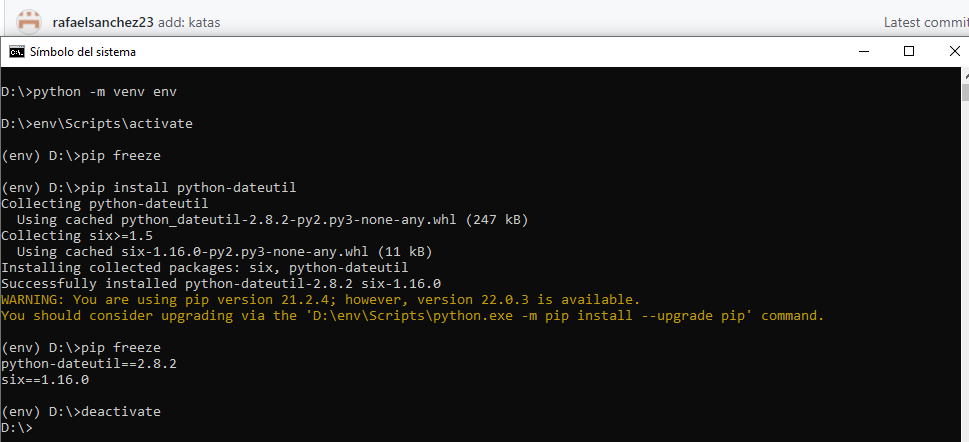 rafaelsanchez23 add: katas Latest commit
Símbolo del sistema
D:\>python -m venv env
D:\>env\Scripts\activate
(env) D:\>pip freeze
(env) D:\>pip install python-dateutil
Collecting python-dateutil
  Using cached python_dateutil-2.8.2-py2.py3-none-any.whl (247 kB)
Collecting six>=1.5
  Using cached six-1.16.0-py2.py3-none-any.whl (11 kB)
Installing collected packages: six, python-dateutil
Successfully installed python-dateutil-2.8.2 six-1.16.0
WARNING: You are using pip version 21.2.4; however, version 22.0.3 is available.
You should consider upgrading via the 'D:\env\Scripts\python.exe -m pip install --upgrade pip' command.
(env) D:\>pip freeze
python-dateutil==2.8.2
six==1.16.0
(env) D:\>deactivate
D:\>